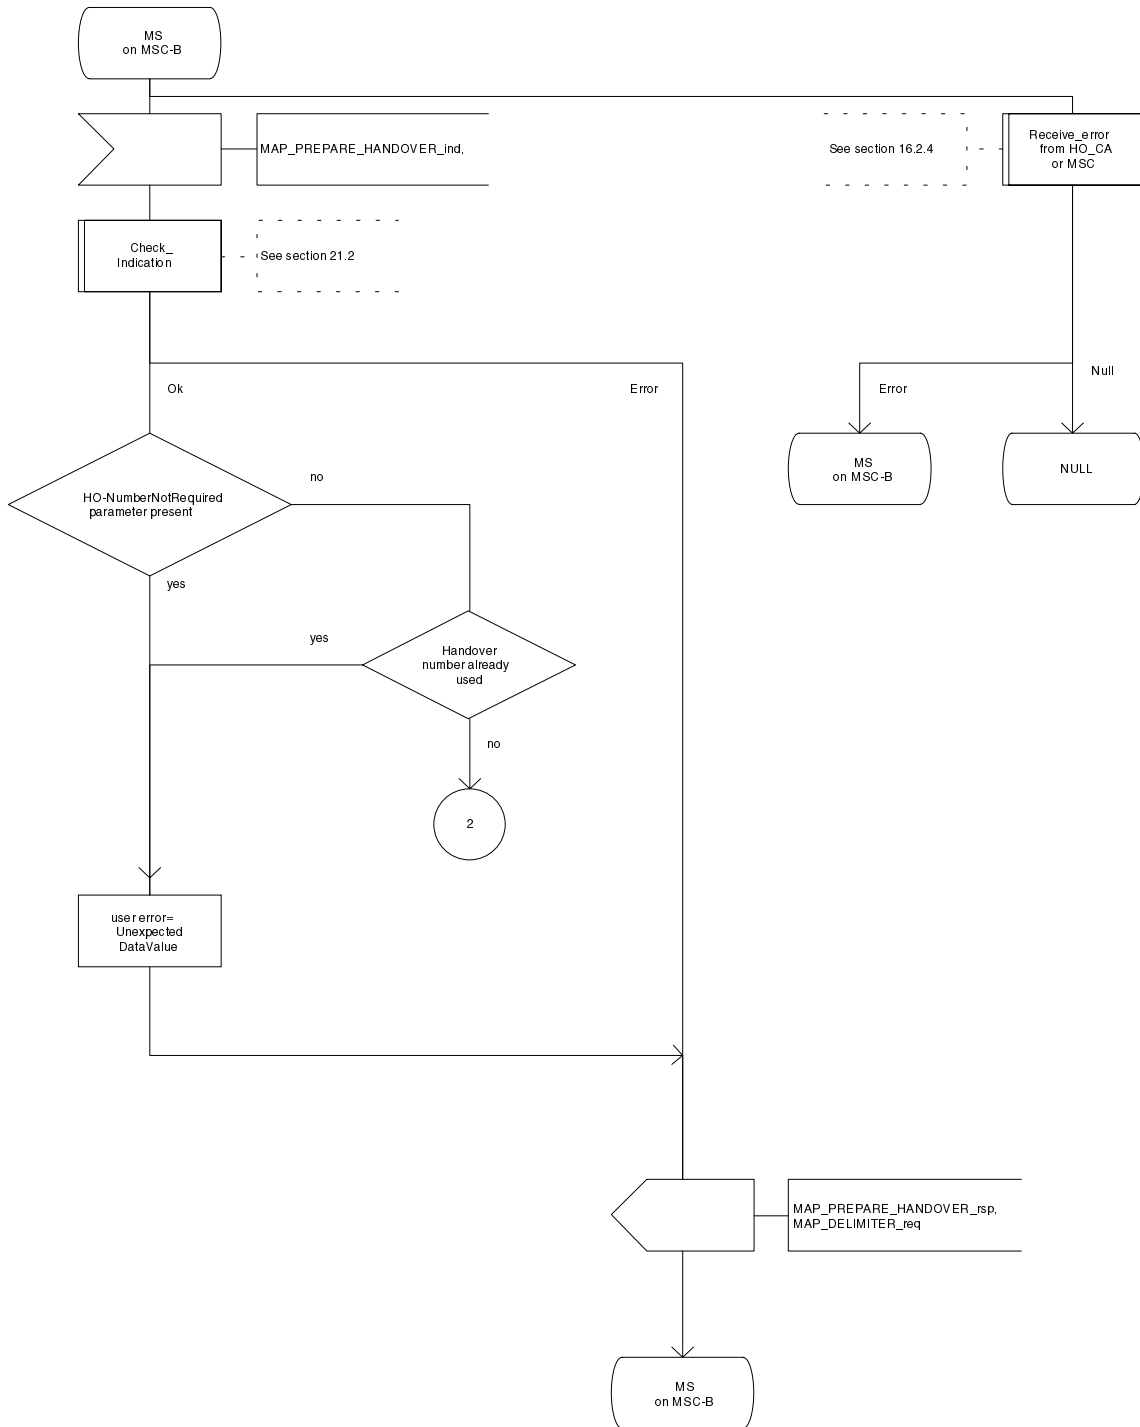 MS
on MSC-B
MAP_PREPARE_HANDOVER_ind,
See section 16.2.4
Receive_error
from HO_CA
or MSC
Check_
Indication
See section 21.2
Ok
Error
Error
Null
MS
on MSC-B
NULL
HO-NumberNotRequired
parameter present
no
yes
yes
Handover
number already
used
no
2
user error=
Unexpected
DataValue
MAP_PREPARE_HANDOVER_rsp,
MAP_DELIMITER_req
MS
on MSC-B